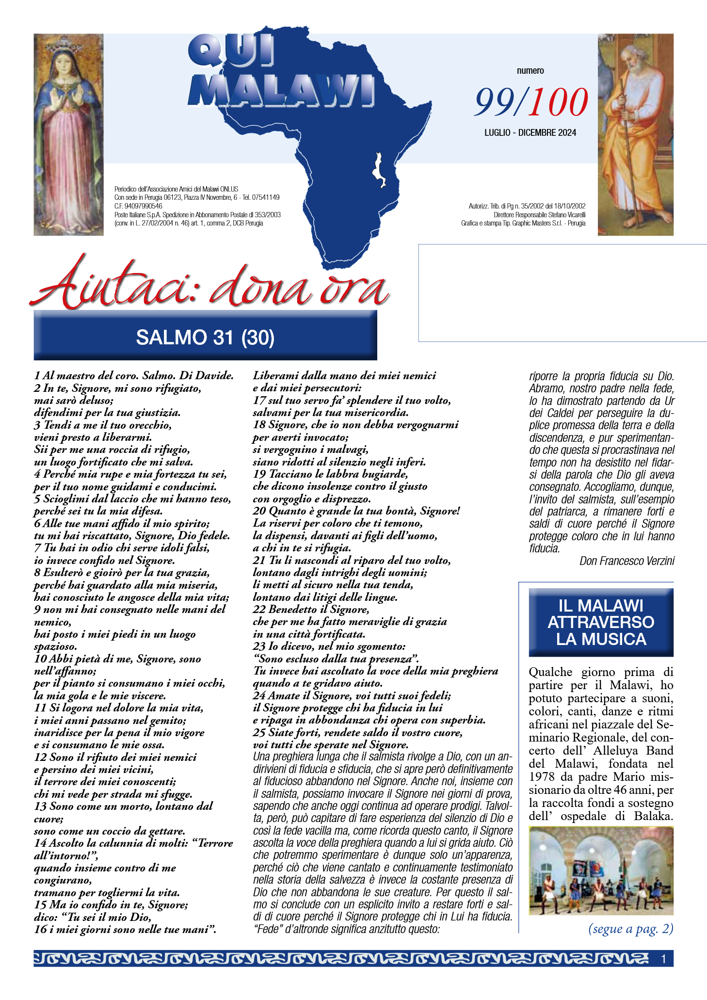 QUI
MALAWI
numero
99/100
LUGLIO - DICEMBRE 2024
Periodico dell'Associazione Amici del Malawi ONLUS
Con sede in Perugia 06123, Piazza IV Novembre, 6 - Tel. 07541149
C.F. 94097990546
Poste Italiane S.p.A. Spedizione in Abbonamento Postale dl 353/2003
(conv. in L. 27/02/2004 n. 46) art. 1, comma 2, DCB Perugia
Autorizz. Trib. di Pg n. 35/2002 del 18/10/2002
Direttore Responsabile Stefano Vicarelli
Grafica e stampa Tip. Graphic Masters S.r.l. - Perugia
Aiutaci: dona ora
SALMO 31 (30)
1 Al maestro del coro. Salmo. Di Davide.
2 In te, Signore, mi sono rifugiato,
mai sarò deluso;
difendimi per la tua giustizia.
3 Tendi a me il tuo orecchio,
vieni presto a liberarmi.
Sii per me una roccia di rifugio,
un luogo fortificato che mi salva.
4 Perché mia rupe e mia fortezza tu sei,
per il tuo nome guidami e conducimi.
5 Scioglimi dal laccio che mi hanno teso,
perché sei tu la mia difesa.
6 Alle tue mani affido il mio spirito;
tu mi hai riscattato, Signore, Dio fedele.
7 Tu hai in odio chi serve idoli falsi,
io invece confido nel Signore.
8 Esulterò e gioirò per la tua grazia,
perché hai guardato alla mia miseria,
hai conosciuto le angosce della mia vita;
9 non mi hai consegnato nelle mani del
nemico,
hai posto i miei piedi in un luogo
spazioso.
10 Abbi pietà di me, Signore, sono
nell'affanno;
per il pianto si consumano i miei occhi,
la mia gola e le mie viscere.
11 Si logora nel dolore la mia vita,
i miei anni passano nel gemito;
inaridisce per la pena il mio vigore
e si consumano le mie ossa.
12 Sono il rifiuto dei miei nemici
e persino dei miei vicini,
il terrore dei miei conoscenti;
chi mi vede per strada mi sfugge.
13 Sono come un morto, lontano dal
cuore;
sono come un coccio da gettare.
14 Ascolto la calunnia di molti: “Terrore
all'intorno!”,
quando insieme contro di me
congiurano,
tramano per togliermi la vita.
15 Ma io confido in te, Signore;
dico: “Tu sei il mio Dio,
16 i miei giorni sono nelle tue mani”.
Liberami dalla mano dei miei nemici
e dai miei persecutori:
17 sul tuo servo fa’ splendere il tuo volto,
salvami per la tua misericordia.
18 Signore, che io non debba vergognarmi
per averti invocato;
si vergognino i malvagi,
siano ridotti al silenzio negli inferi.
19 Tacciano le labbra bugiarde,
che dicono insolenze contro il giusto
con orgoglio e disprezzo.
20 Quanto è grande la tua bontà, Signore!
La riservi per coloro che ti temono,
la dispensi, davanti ai figli dell’uomo,
a chi in te si rifugia.
21 Tu li nascondi al riparo del tuo volto,
lontano dagli intrighi degli uomini;
li metti al sicuro nella tua tenda,
lontano dai litigi delle lingue.
22 Benedetto il Signore,
che per me ha fatto meraviglie di grazia
in una città fortificata.
23 Io dicevo, nel mio sgomento:
“Sono escluso dalla tua presenza”.
Tu invece hai ascoltato la voce della mia preghiera
quando a te gridavo aiuto.
24 Amate il Signore, voi tutti suoi fedeli;
il Signore protegge chi ha fiducia in lui
e ripaga in abbondanza chi opera con superbia.
25 Siate forti, rendete saldo il vostro cuore,
voi tutti che sperate nel Signore.
Una preghiera lunga che il salmista rivolge a Dio, con un an-
dirivieni di fiducia e sfiducia, che si apre però definitivamente
al fiducioso abbandono nel Signore. Anche noi, insieme con
il salmista, possiamo invocare il Signore nei giorni di prova,
sapendo che anche oggi continua ad operare prodigi. Talvol-
ta, però, può capitare di fare esperienza del silenzio di Dio e
così la fede vacilla ma, come ricorda questo canto, il Signore
ascolta la voce della preghiera quando a lui si grida aiuto. Ciò
che potremmo sperimentare è dunque solo un’apparenza,
perché ciò che viene cantato e continuamente testimoniato
nella storia della salvezza è invece la costante presenza di
Dio che non abbandona le sue creature. Per questo il sal-
mo si conclude con un esplicito invito a restare forti e sal-
di di cuore perché il Signore protegge chi in Lui ha fiducia.
“Fede” d’altronde significa anzitutto questo:
riporre la propria fiducia su Dio.
Abramo, nostro padre nella fede,
lo ha dimostrato partendo da Ur
dei Caldei per perseguire la du-
plice promessa della terra e della
discendenza, e pur sperimentan-
do che questa si procrastinava nel
tempo non ha desistito nel fidar-
si della parola che Dio gli aveva
consegnato. Accogliamo, dunque,
l’invito del salmista, sull’esempio
del patriarca, a rimanere forti e
saldi di cuore perché il Signore
protegge coloro che in lui hanno
fiducia.
Don Francesco Verzini
IL MALAWI
ATTRAVERSO
LA MUSICA
Qualche giorno prima di
partire per il Malawi, ho
potuto partecipare a suoni,
colori, canti, danze e ritmi
africani nel piazzale del Se-
minario Regionale, del con-
certo dell’ Alleluya Band
del Malawi, fondata nel
1978 da padre Mario mis-
sionario da oltre 46 anni, per
la raccolta fondi a sostegno
dell’ ospedale di Balaka.
(segue a pag. 2)
1